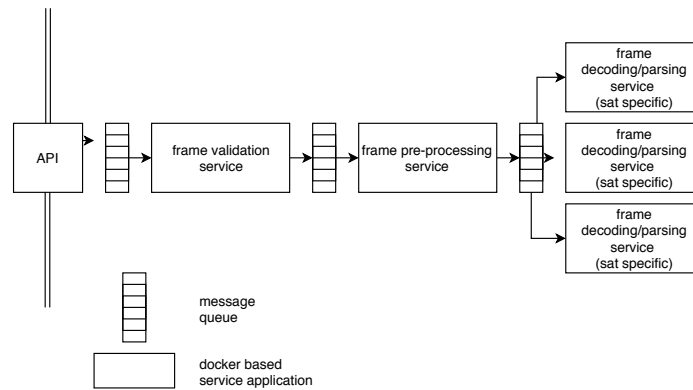 API
frame validation
service
frame pre-processing
service
frame
decoding/parsing
service
(sat specific)
frame
decoding/parsing
service
(sat specific)
frame
decoding/parsing
service
(sat specific)
message
queue
docker based
service application